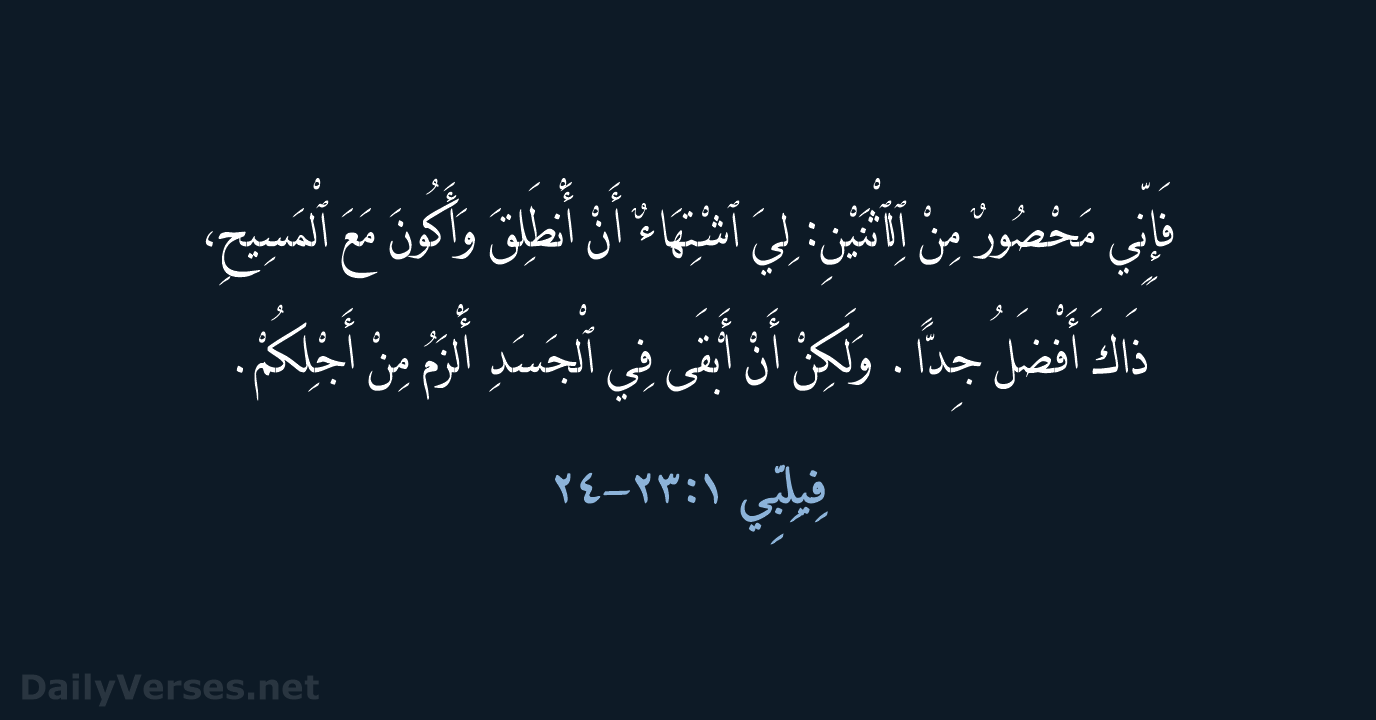 فَإِنِّي مَحْصُورٌ مِنْ ٱلِٱثْنَيْنِ: لِيَ ٱشْتِهَاءٌ أَنْ أَنْطَلِقَ وَأَكُونَ مَعَ ٱلْمَسِيحِ،
ذَاكَ أَفْضَلُ جِدًّا . وَلَكِنْ أَنْ أَبْقَى فِي ٱلْجَسَدِ أَلْزَمُ مِنْ أَجْلِكُمْ.
فِيلِبِّي ١:‏٢٣-‏٢٤
DailyVerses.net